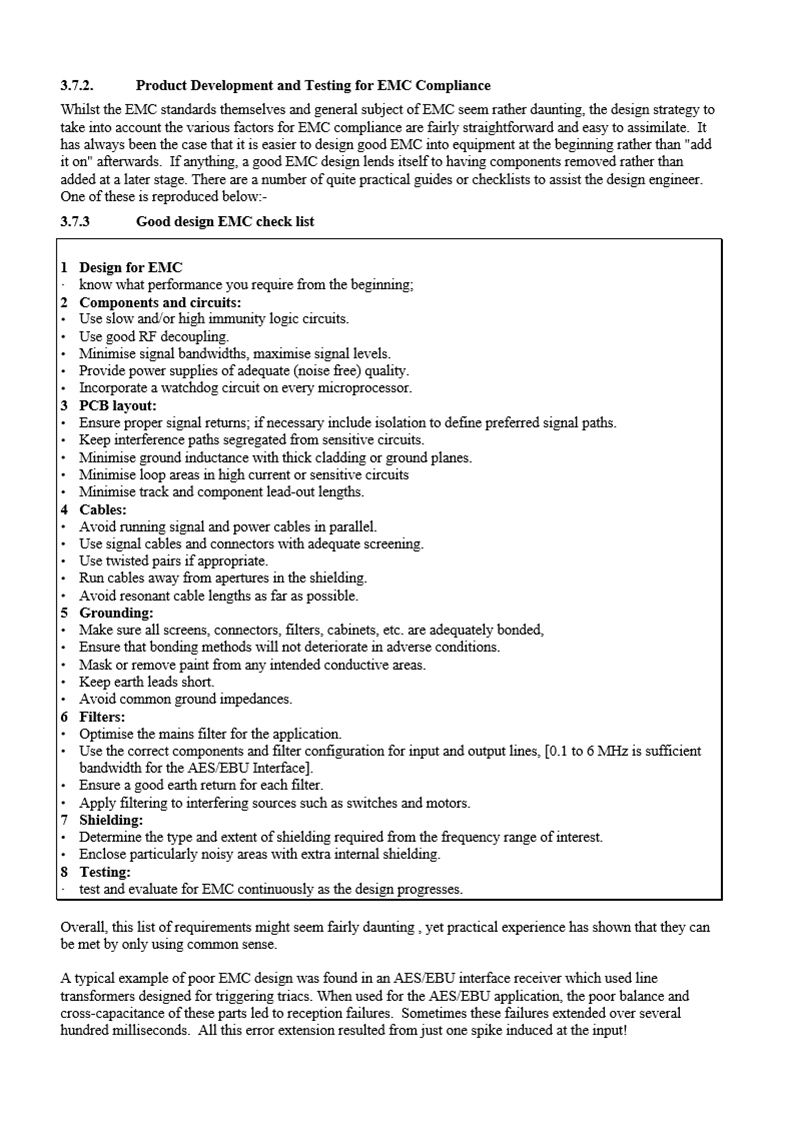 3.7.2. Product Development and Testing for EMC Compliance
Whilst the EMC standards themselves and general subject of EMC seem rather daunting, the design strategy to
take into account the various factors for EMC compliance are fairly straightforward and easy to assimilate. It
has always been the case that it is easier to design good EMC into equipment at the beginning rather than "add
it on" afterwards. If anything, a good EMC design lends itself to having components removed rather than
added at a later stage. There are a number of quite practical guides or checklists to assist the design engineer.
One of these is reproduced below:-
3.7.3 Good design EMC check list
1 Design for EMC
· know what performance you require from the beginning;
2 Components and circuits:
• Use slow and/or high immunity logic circuits.
• Use good RF decoupling.
• Minimise signal bandwidths, maximise signal levels.
• Provide power supplies of adequate (noise free) quality.
• Incorporate a watchdog circuit on every microprocessor.
3 PCB layout:
• Ensure proper signal returns; if necessary include isolation to define preferred signal paths.
• Keep interference paths segregated from sensitive circuits.
• Minimise ground inductance with thick cladding or ground planes.
• Minimise loop areas in high current or sensitive circuits
• Minimise track and component lead-out lengths.
4 Cables:
• Avoid running signal and power cables in parallel.
• Use signal cables and connectors with adequate screening.
• Use twisted pairs if appropriate.
• Run cables away from apertures in the shielding.
• Avoid resonant cable lengths as far as possible.
5 Grounding:
• Make sure all screens, connectors, filters, cabinets, etc. are adequately bonded,
• Ensure that bonding methods will not deteriorate in adverse conditions.
• Mask or remove paint from any intended conductive areas.
• Keep earth leads short.
• Avoid common ground impedances.
6 Filters:
• Optimise the mains filter for the application.
• Use the correct components and filter configuration for input and output lines, [0.1 to 6 MHz is sufficient
bandwidth for the AES/EBU Interface].
• Ensure a good earth return for each filter.
• Apply filtering to interfering sources such as switches and motors.
7 Shielding:
• Determine the type and extent of shielding required from the frequency range of interest.
• Enclose particularly noisy areas with extra internal shielding.
8 Testing:
· test and evaluate for EMC continuously as the design progresses.
Overall, this list of requirements might seem fairly daunting , yet practical experience has shown that they can
be met by only using common sense.
A typical example of poor EMC design was found in an AES/EBU interface receiver which used line
transformers designed for triggering triacs. When used for the AES/EBU application, the poor balance and
cross-capacitance of these parts led to reception failures. Sometimes these failures extended over several
hundred milliseconds. All this error extension resulted from just one spike induced at the input!